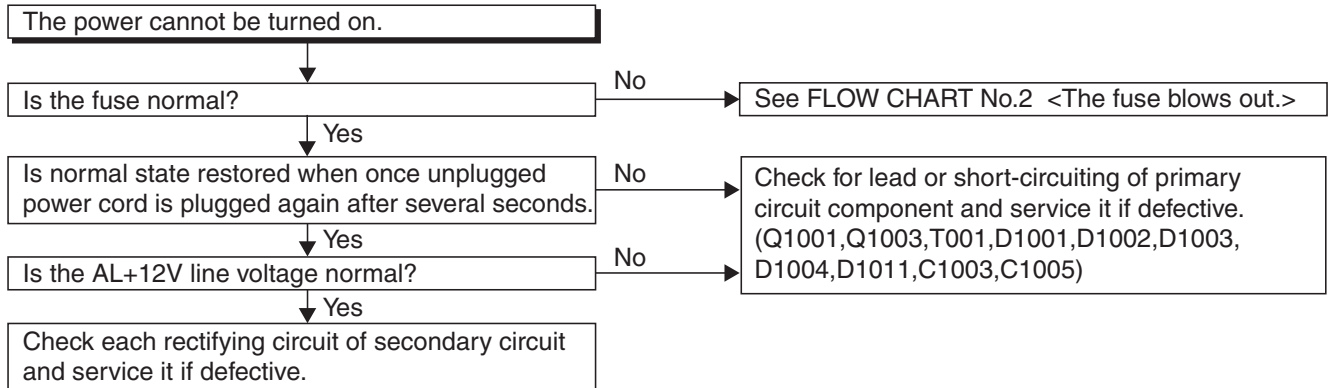 The power cannot be turned on.
Is the fuse normal?
No
See FLOW CHART No.2 <The fuse blows out.>
Yes
Is normal state restored when once unplugged
power cord is plugged again after several seconds.
No
Check for lead or short-circuiting of primary
circuit component and service it if defective.
(Q1001,Q1003,T001,D1001,D1002,D1003,
D1004,D1011,C1003,C1005)
Yes
Is the AL+12V line voltage normal?
No
Yes
Check each rectifying circuit of secondary circuit
and service it if defective.